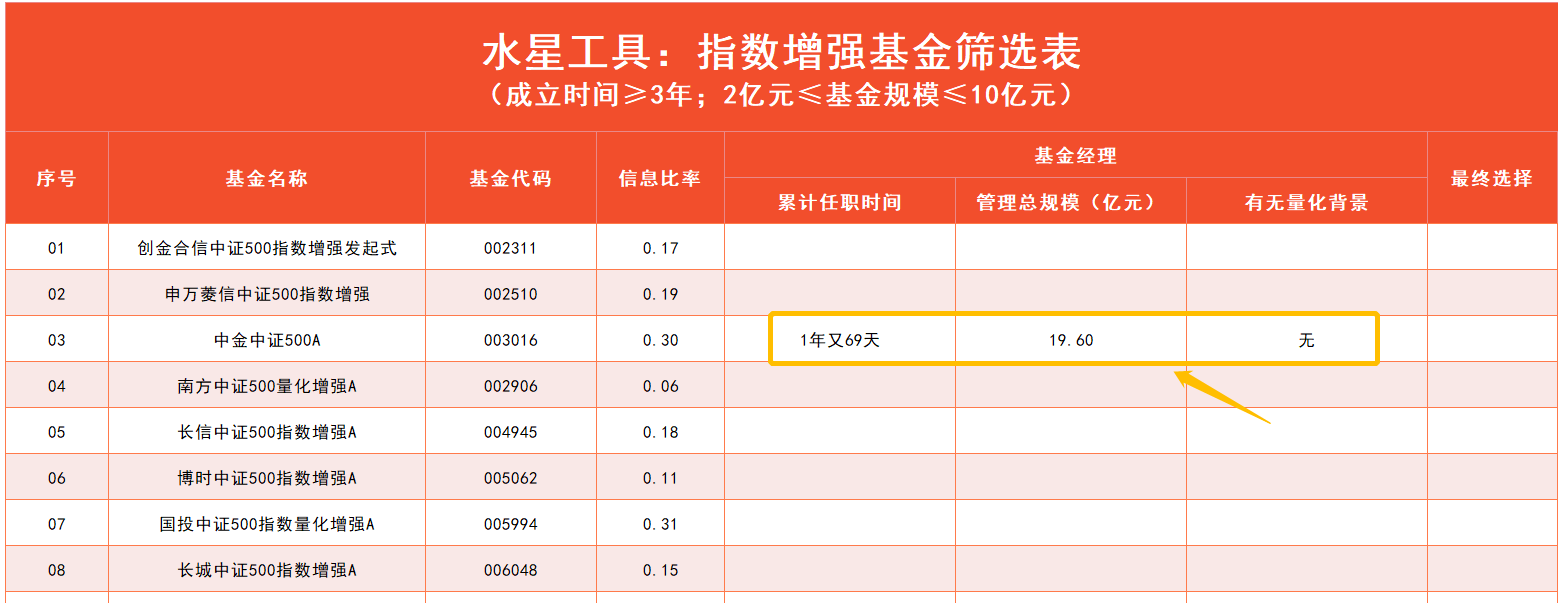 水星工具：指数增强基金筛选表
（成立时间≥3年；2亿元≤基金规模≤10亿元）
序号 基金名称 基金代码 信息比率 基金经理 最终选择
累计任职时间 管理总规模（亿元） 有无量化背景
01 创金合信中证500指数增强发起式 002311 0.17
02 申万菱信中证500指数增强 002510 0.19
03 中金中证500A 003016 0.30 1年又69天 19.60 无
04 南方中证500量化增强A 002906 0.06
05 长信中证500指数增强A 004945 0.18
06 博时中证500指数增强A 005062 0.11
07 国投中证500指数量化增强A 005994 0.31
08 长城中证500指数增强A 006048 0.15